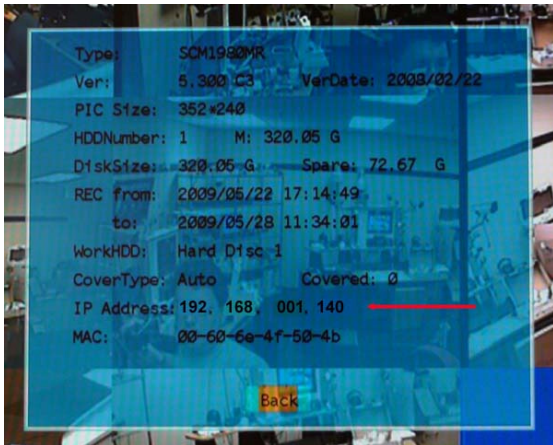 Type: SCM1980MR
Ver: 5.300 C3 VerDate: 2008/02/22
PIC Size: 352*240
HDDNumber: 1 M: 320.05 G
DiskSize: 320.05 G Spare: 72.67 G
REC from: 2009/05/22 17:14:49
to: 2009/05/28 11:34:01
WorkHDD: Hard Disc 1
CoverType: Auto Covered: 0
IP Address: 192. 168. 001. 140
MAC: 00-60-6e-4f-50-4b
Back